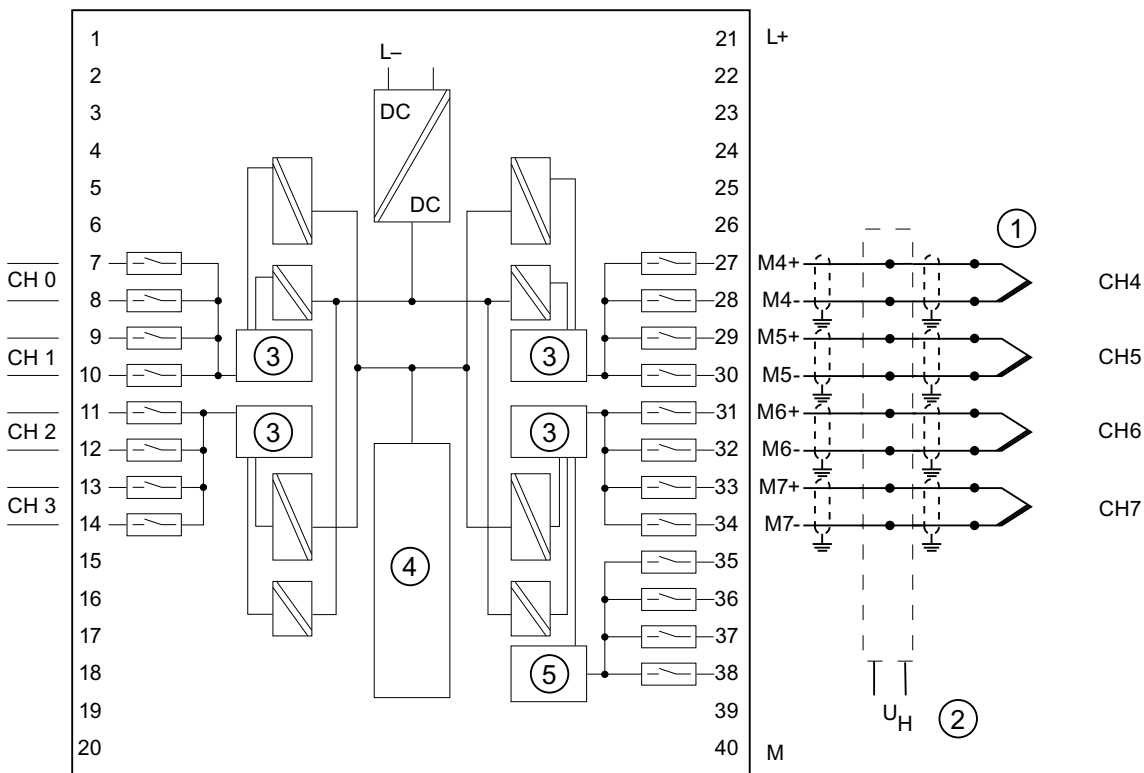 1 21 L+
2 L– 22
3 DC 23
4 24
5 25
DC
6 26
①
CH 0 7 27 M4+ CH4
8 28 M4-
CH 1 9 29 M5+ CH5
③ ③
10 30 M5-
CH 2 11 31 M6+ CH6
③ ③
12 32 M6-
CH 3 13 33 M7+ CH7
14 34 M7-
15 ④ 35
16 36
17 37
18 ⑤ 38
19 39 UH ②
20 40 M